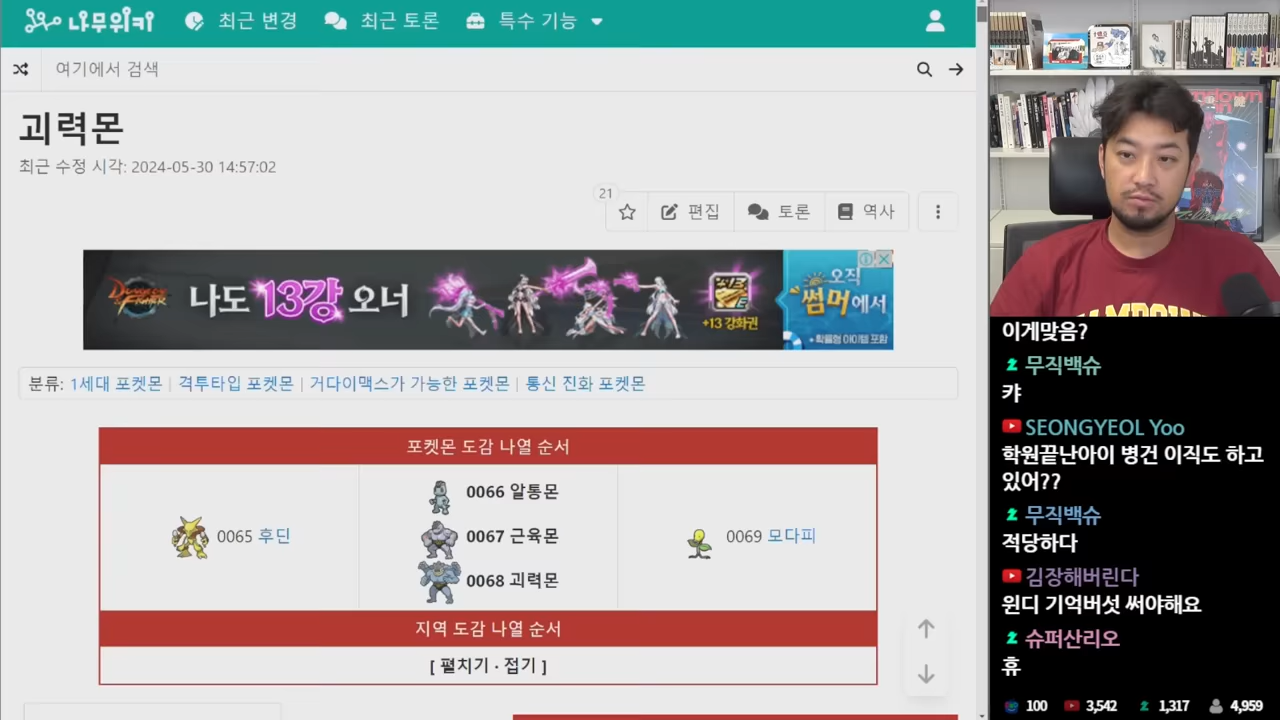 나무위키
최근 변경
최근 토론
특수 기능
여기에서 검색
괴력몬
최근 수정 시각: 2024-05-30 14:57:02
21
편집
토론
역사
나도 13강 오너
+13 강화권
오직
썸머에서
+확률형 아이템 포함
분류: 1세대 포켓몬 | 격투타입 포켓몬 | 거다이맥스가 가능한 포켓몬 | 통신 진화 포켓몬
포켓몬 도감 나열 순서
0065 후딘
0066 알통몬
0067 근육몬
0068 괴력몬
0069 모다피
지역 도감 나열 순서
[ 펼치기 · 접기 ]
이게맞음?
무직백슈
캬
SEONGYEOL Yoo
학원끝난아이 병건 이직도 하고
있어??
무직백슈
적당하다
김장해버린다
윈디 기억버섯 써야해요
슈퍼산리오
휴
100
3,542
1,317
4,959